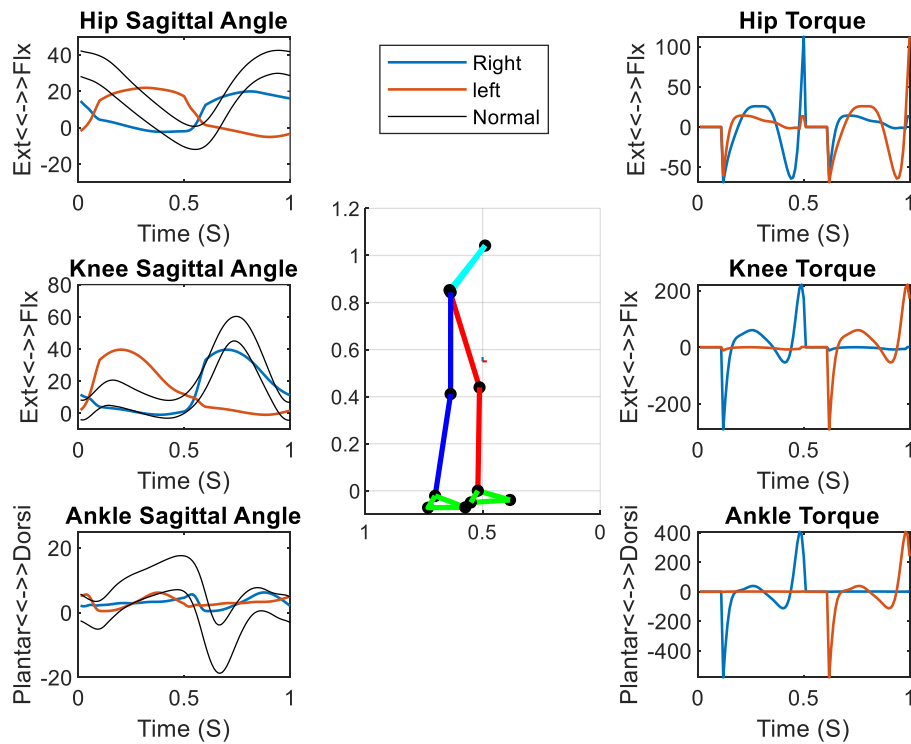 Hip Sagittal Angle
Ext<<->>Flx
40
20
0
-20
0
0.5
1
Time (S)
Right
left
Normal
Hip Torque
Ext<<->>Flx
100
50
0
-50
0
0.5
1
Time (S)
Knee Sagittal Angle
Ext<<->>Flx
80
60
40
20
0
0
0.5
1
Time (S)
1.2
1
0.8
0.6
0.4
0.2
0
1
0.5
0
Knee Torque
Ext<<->>Flx
200
0
-200
0
0.5
1
Time (S)
Ankle Sagittal Angle
Plantar<<->>Dorsi
20
0
-20
0
0.5
1
Time (S)
Ankle Torque
Plantar<<->>Dorsi
400
200
0
-200
-400
0
0.5
1
Time (S)